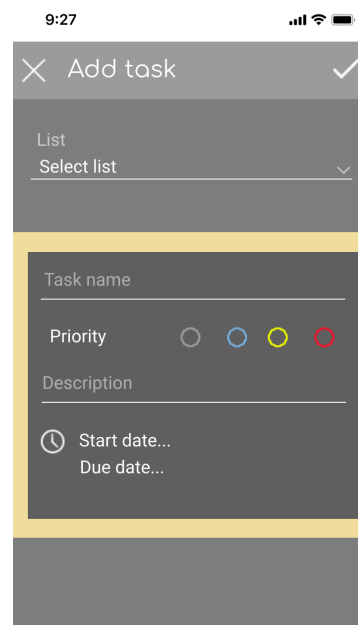 9:27
Add task
List
Select list
Task name
Priority
Description
Start date...
Due date...